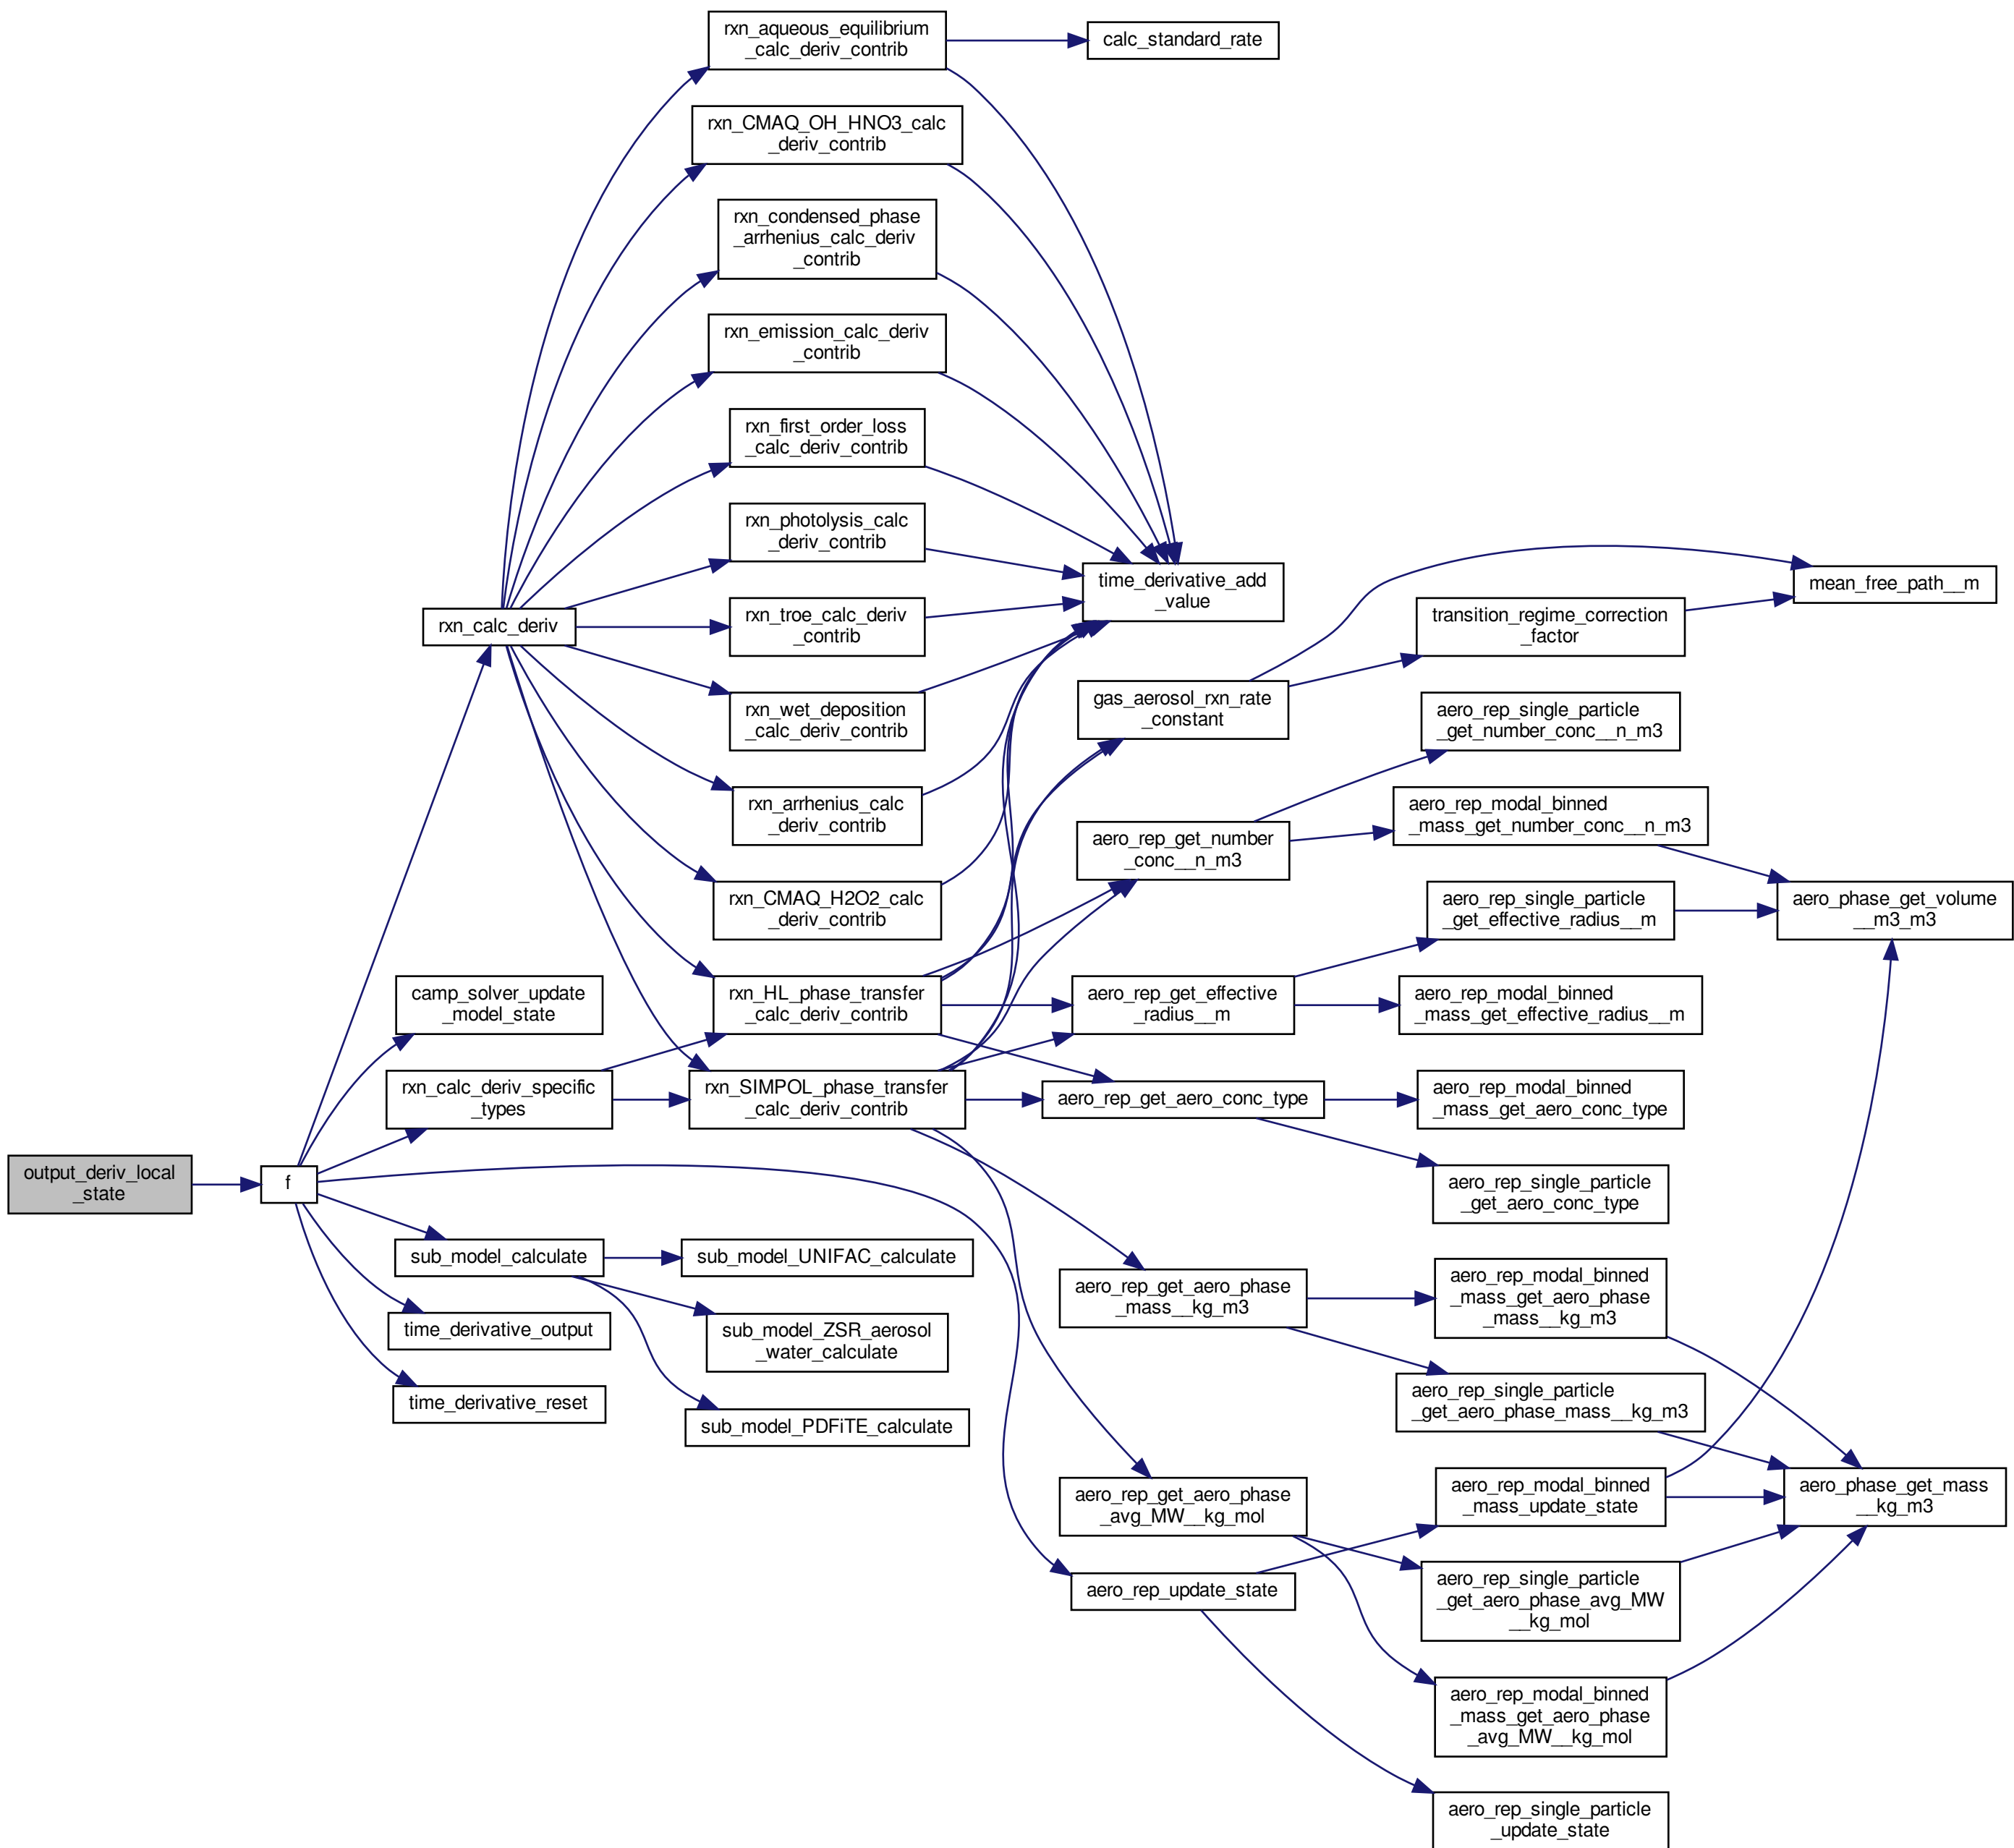 rxn_aqueous_equilibrium
_calc_deriv_contrib
calc_standard_rate
rxn_CMAQ_OH_HNO3_calc
_deriv_contrib
rxn_condensed_phase
_arrhenius_calc_deriv
_contrib
rxn_emission_calc_deriv
_contrib
rxn_first_order_loss
_calc_deriv_contrib
rxn_photolysis_calc
_deriv_contrib
time_derivative_add
_value
mean_free_path__m
rxn_calc_deriv
rxn_troe_calc_deriv
_contrib
transition_regime_correction
_factor
rxn_wet_deposition
_calc_deriv_contrib
gas_aerosol_rxn_rate
_constant
aero_rep_single_particle
_get_number_conc__n_m3
rxn_arrhenius_calc
_deriv_contrib
aero_rep_get_number
_conc__n_m3
aero_rep_modal_binned
_mass_get_number_conc__n_m3
rxn_CMAQ_H2O2_calc
_deriv_contrib
aero_rep_single_particle
_get_effective_radius__m
aero_phase_get_volume
__m3_m3
camp_solver_update
_model_state
rxn_HL_phase_transfer
_calc_deriv_contrib
aero_rep_get_effective
_radius__m
aero_rep_modal_binned
_mass_get_effective_radius__m
rxn_calc_deriv_specific
_types
rxn_SIMPOL_phase_transfer
_calc_deriv_contrib
aero_rep_get_aero_conc_type
aero_rep_modal_binned
_mass_get_aero_conc_type
output_deriv_local
_state
f
aero_rep_single_particle
_get_aero_conc_type
sub_model_calculate
sub_model_UNIFAC_calculate
aero_rep_get_aero_phase
_mass__kg_m3
aero_rep_modal_binned
_mass_get_aero_phase
_mass__kg_m3
time_derivative_output
sub_model_ZSR_aerosol
_water_calculate
time_derivative_reset
sub_model_PDFiTE_calculate
aero_rep_single_particle
_get_aero_phase_mass__kg_m3
aero_rep_get_aero_phase
_avg_MW__kg_mol
aero_rep_modal_binned
_mass_update_state
aero_phase_get_mass
__kg_m3
aero_rep_update_state
aero_rep_single_particle
_get_aero_phase_avg_MW
__kg_mol
aero_rep_modal_binned
_mass_get_aero_phase
_avg_MW__kg_mol
aero_rep_single_particle
_update_state